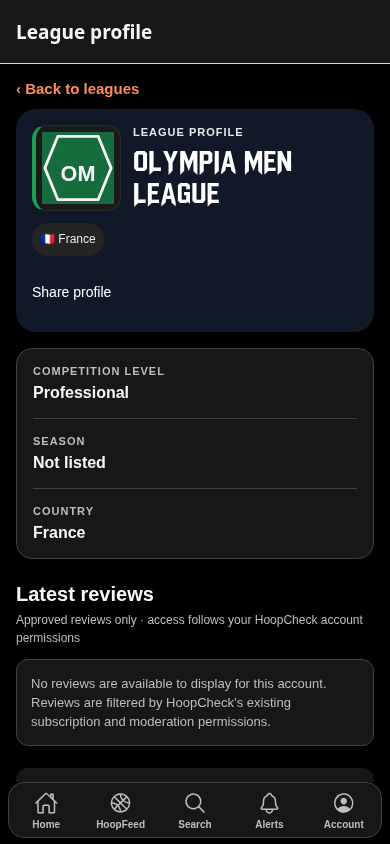 League profile
‹ Back to leagues
OM
LEAGUE PROFILE
OLYMPIA MEN
LEAGUE
🇫🇷 France
Share profile
COMPETITION LEVEL
Professional
SEASON
Not listed
COUNTRY
France
Latest reviews
Approved reviews only · access follows your HoopCheck account
permissions
No reviews are available to display for this account.
Reviews are filtered by HoopCheck's existing
subscription and moderation permissions.
Home HoopFeed Search Alerts Account